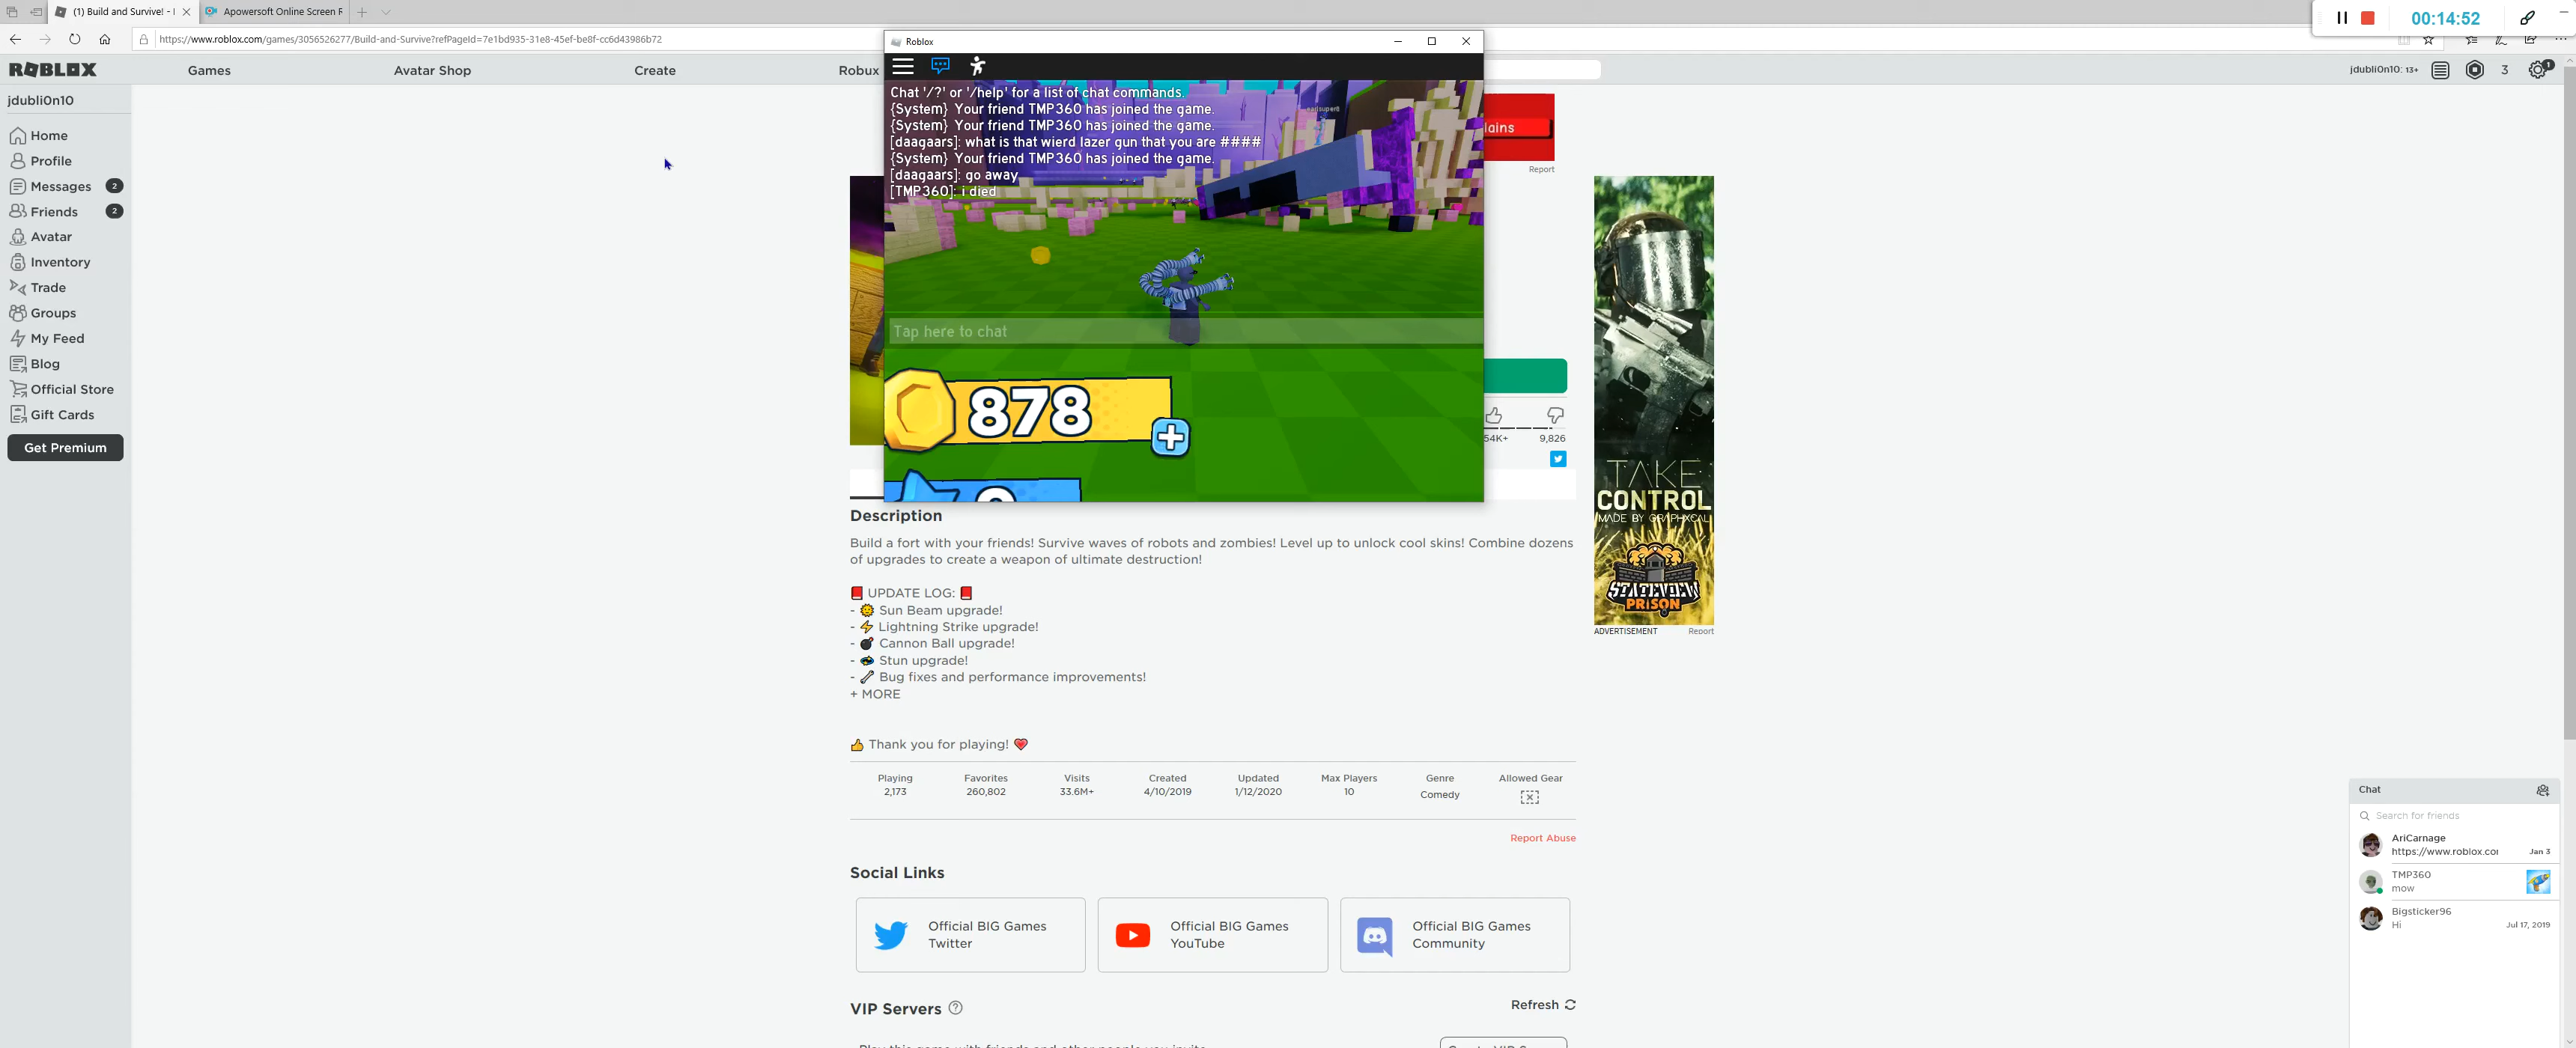 (1) Build and Survive! - I
Apowersoft Online Screen R
00:14:52
https://www.roblox.com/games/3056526277/Build-and-Survive?refPageId=7e1bd935-31e8-45ef-be8f-cc6d43986b72
Roblox
ROBLOX
Games
Avatar Shop
Create
Robux
jdubli0n10: 13+
3
1
jdubli0n10
Home
Profile
Messages 2
Friends 2
Avatar
Inventory
Trade
Groups
My Feed
Blog
Official Store
Gift Cards
Get Premium
Chat '/?' or '/help' for a list of chat commands.
{System} Your friend TMP360 has joined the game.
{System} Your friend TMP360 has joined the game.
[daagaars]: what is that wierd lazer gun that you are ####
{System} Your friend TMP360 has joined the game.
[daagaars]: go away
[TMP360]: i died
Tap here to chat
878
lains
Report
54K+
9,826
TAKE
CONTROL
MADE BY GRAPHXCAL
STATEVIEW
PRISON
ADVERTISEMENT
Report
Description
Build a fort with your friends! Survive waves of robots and zombies! Level up to unlock cool skins! Combine dozens
of upgrades to create a weapon of ultimate destruction!
📕 UPDATE LOG: 📕
- 🌞 Sun Beam upgrade!
- ⚡ Lightning Strike upgrade!
- 💣 Cannon Ball upgrade!
- 💫 Stun upgrade!
- 🔧 Bug fixes and performance improvements!
+ MORE
👍 Thank you for playing! ❤️
Playing Favorites Visits Created Updated Max Players Genre Allowed Gear
2,173 260,802 33.6M+ 4/10/2019 1/12/2020 10 Comedy
Report Abuse
Social Links
Official BIG Games
Twitter
Official BIG Games
YouTube
Official BIG Games
Community
VIP Servers
Refresh
Chat
Search for friends
AriCarnage
https://www.roblox.coı Jan 3
TMP360
mow
Bigsticker96
Hi Jul 17, 2019